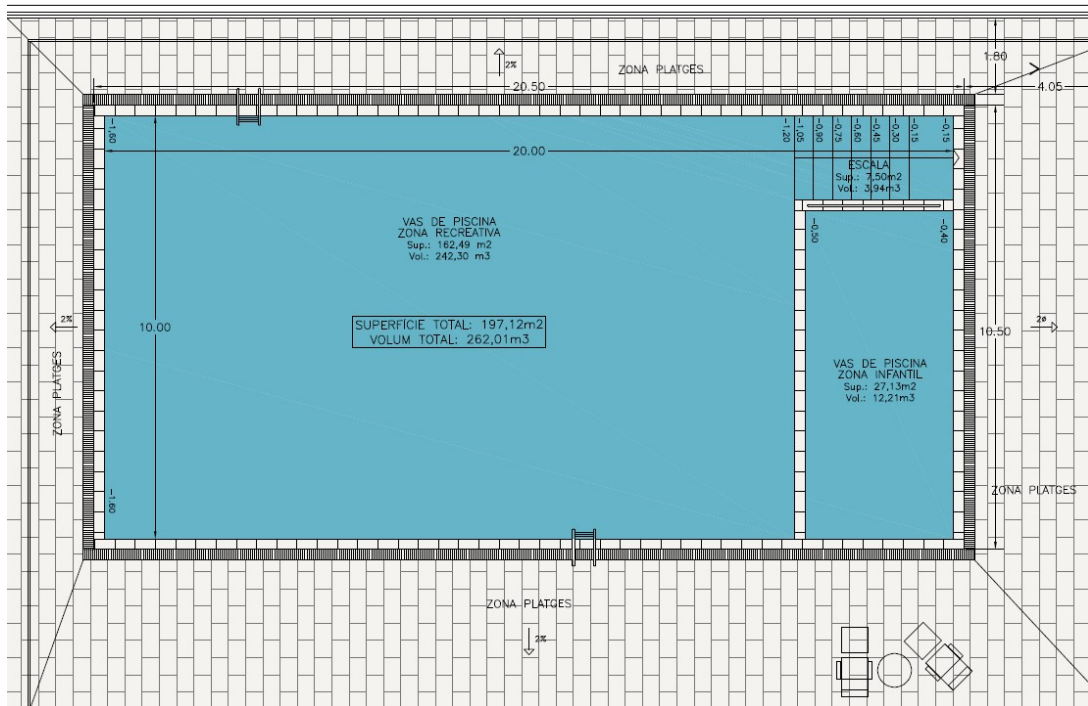 1.80
2%
ZONA PLATGES
20.50
4.05
-1,60
-1,20
-1,05
-0,90
-0,75
-0,60
-0,45
-0,30
-0,15
-0,15
20.00
ESCALA
Sup.: 7,50m2
Vol.: 3,94m3
-0,50
-0,40
VAS DE PISCINA
ZONA RECREATIVA
Sup.: 162,49 m2
Vol.: 242,30 m3
2%
10.00
SUPERFÍCIE TOTAL: 197,12m2
VOLUM TOTAL: 262,01m3
10.50
2ø
ZONA PLATGES
VAS DE PISCINA
ZONA INFANTIL
Sup.: 27,13m2
Vol.: 12,21m3
-1,60
ZONA PLATGES
ZONA PLATGES
2%